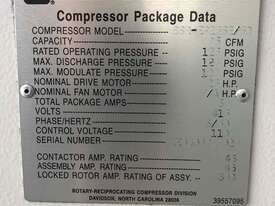 Compressor Package Data
COMPRESSOR MODEL
CAPACITY CFM
RATED OPERATING PRESSURE PSIG
MAX. DISCHARGE PRESSURE PSIG
MAX. MODULATE PRESSURE PSIG
NOMINAL DRIVE MOTOR H.P.
NOMINAL FAN MOTOR H.P.
TOTAL PACKAGE AMPS
VOLTS
PHASE/HERTZ
CONTROL VOLTAGE
SERIAL NUMBER
CONTACTOR AMP. RATING
ASSEMBLY AMP. RATING
LOCKED ROTOR AMP. RATING OF ASSY.
ROTARY-RECIPROCATING COMPRESSOR DIVISION
DAVIDSON, NORTH CAROLINA 28036
39557095